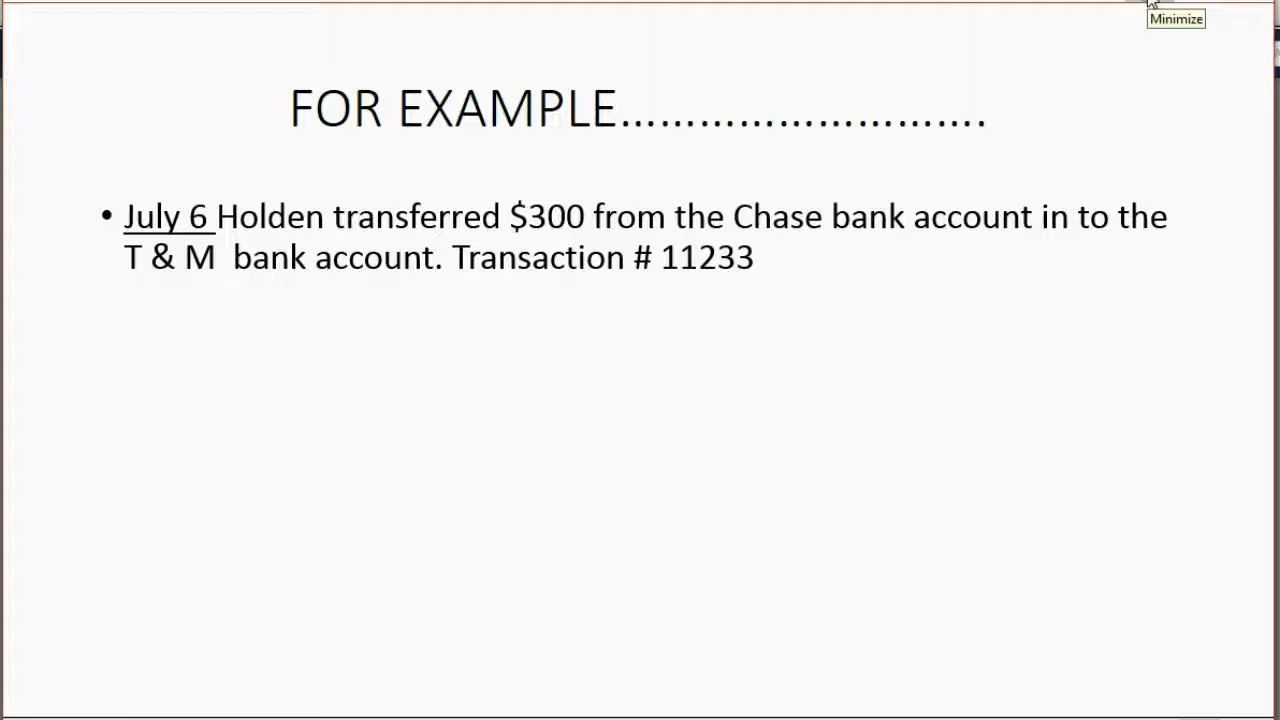 Minimize
FOR EXAMPLE……………………….
• July 6 Holden transferred $300 from the Chase bank account in to the
T & M  bank account. Transaction # 11233